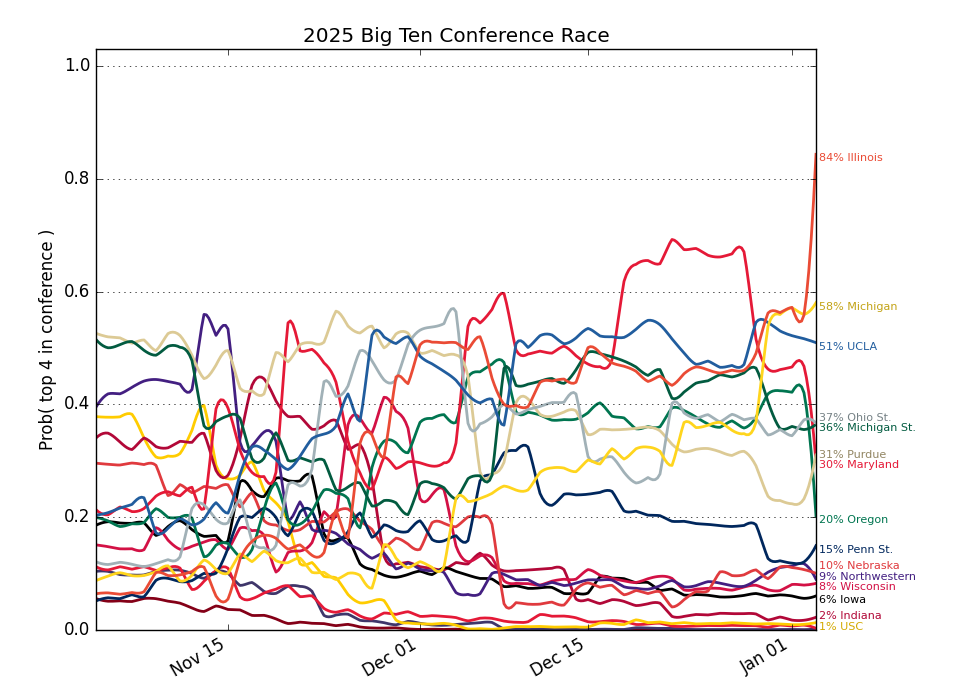 2025 Big Ten Conference Race
Prob( top 4 in conference )
1.0
0.8
0.6
0.4
0.2
0.0
Nov 15
Dec 01
Dec 15
Jan 01
84% Illinois
58% Michigan
51% UCLA
37% Ohio St.
36% Michigan St.
31% Purdue
30% Maryland
20% Oregon
15% Penn St.
10% Nebraska
9% Northwestern
8% Wisconsin
6% Iowa
2% Indiana
1% USC